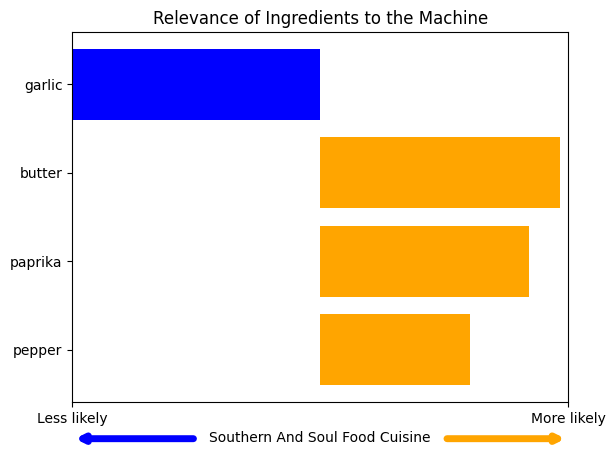 Relevance of Ingredients to the Machine
garlic
butter
paprika
pepper
Less likely
More likely
Southern And Soul Food Cuisine